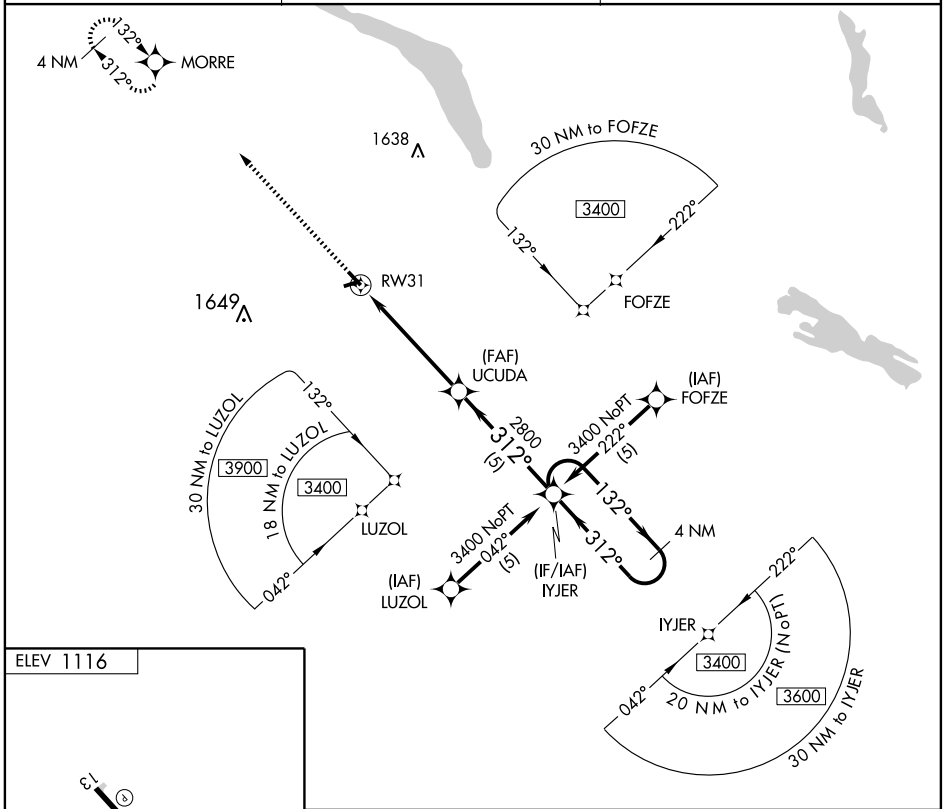 132°
4 NM
312°
MORRE
1638
30 NM to FOFZE
3400
222°
132°
FOFZE
RW31
1649
(FAF)
UCUDA
(IAF)
FOFZE
2800
312°
(5)
3400 NoPT
222°
(5)
30 NM to LUZOL
3900
132°
18 NM to LUZOL
3400
LUZOL
042°
132°
4 NM
312°
3400 NoPT
042°
(5)
(IAF)
LUZOL
(IF/IAF)
IYJER
222°
IYJER
3400
20 NM to IYJER (NoPT)
042°
3600
30 NM to IYJER
ELEV 1116
13
P